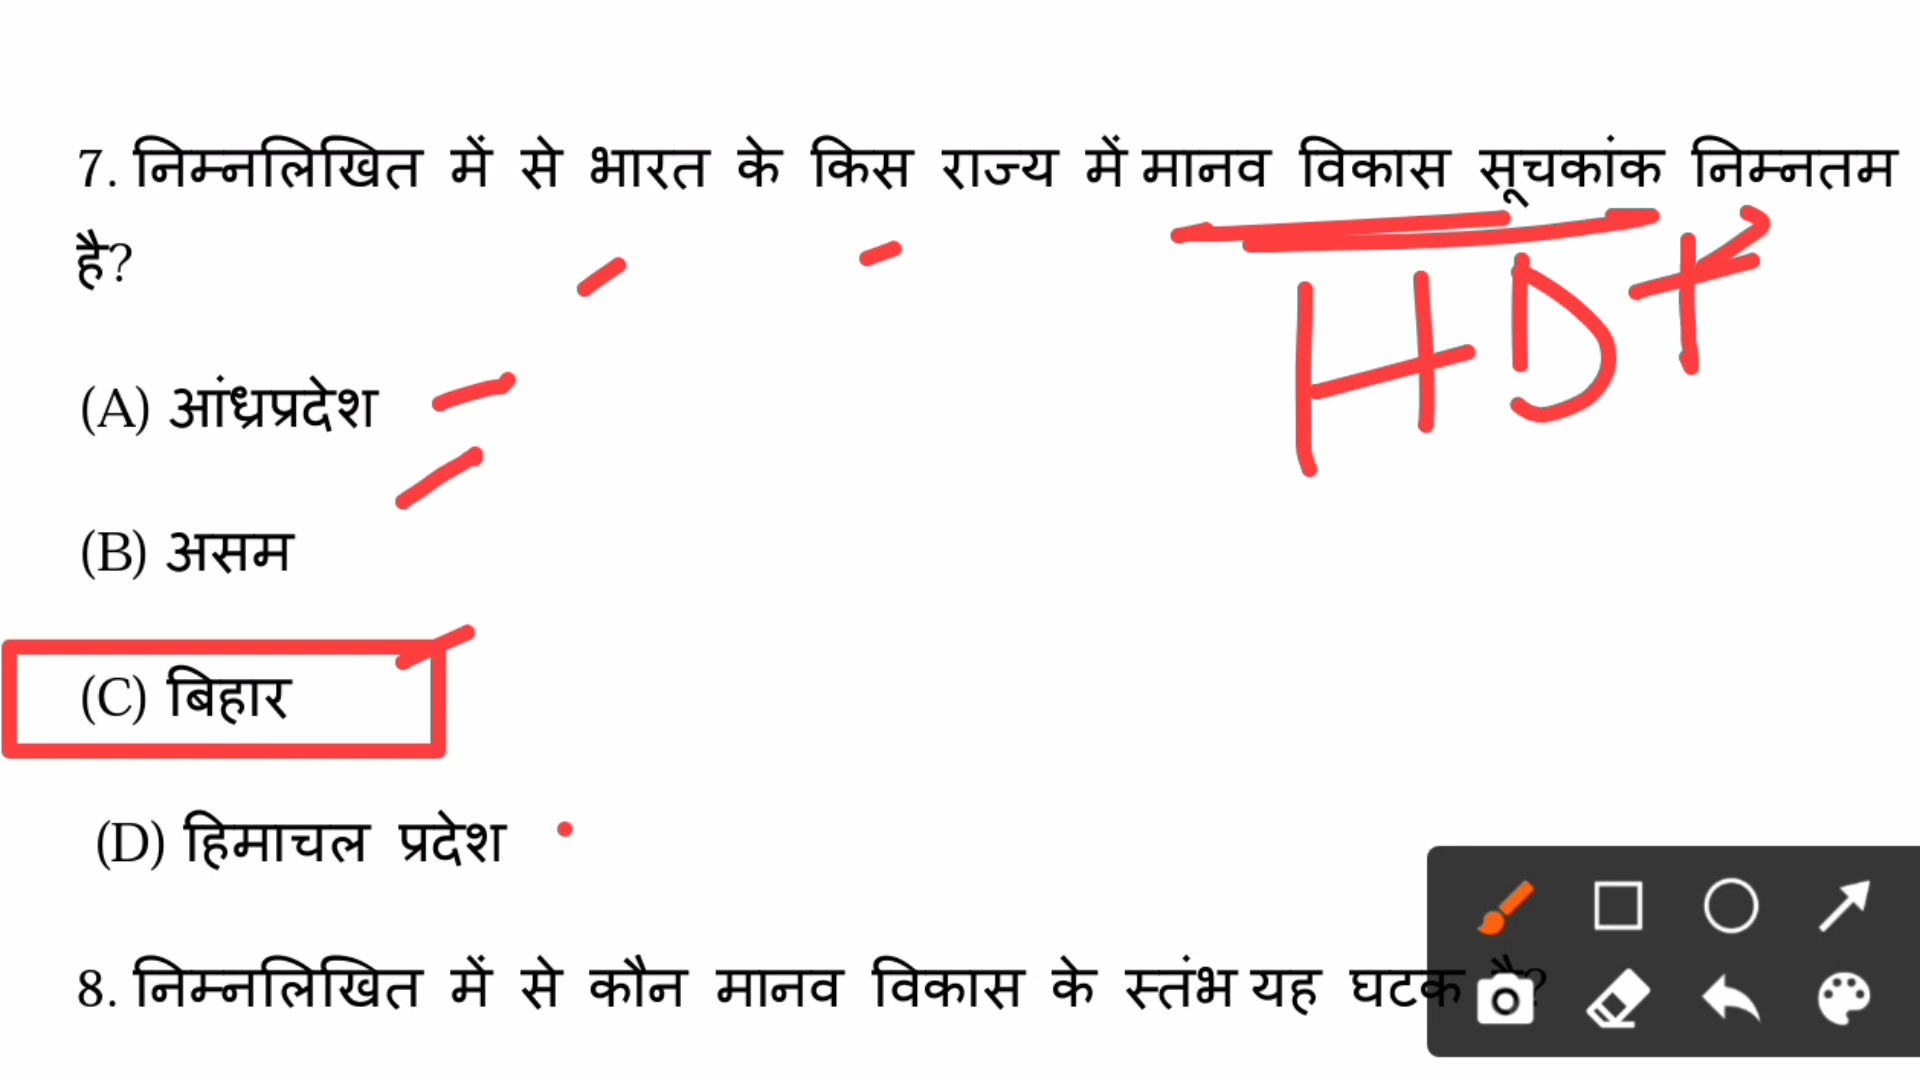 7. निम्नलिखित में से भारत के किस राज्य में मानव विकास सूचकांक निम्नतम
है?
HDI
(A) आंध्रप्रदेश
(B) असम
(C) बिहार
(D) हिमाचल प्रदेश
8. निम्नलिखित में से कौन मानव विकास के स्तंभ यह घटक है?